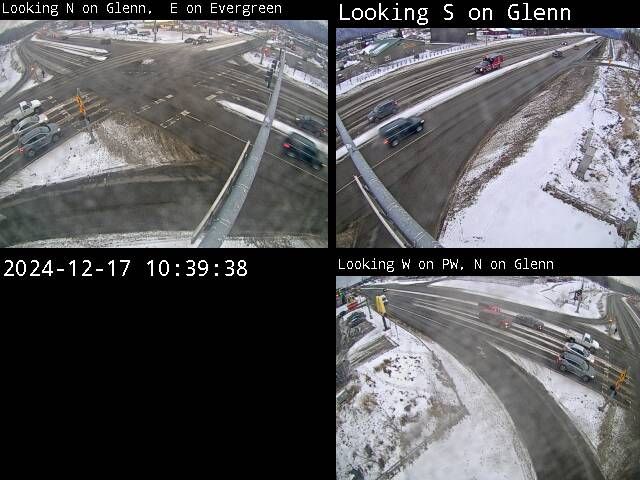 Looking N on Glenn, E on Evergreen
Looking S on Glenn
2024-12-17 10:39:38
Looking W on PW, N on Glenn